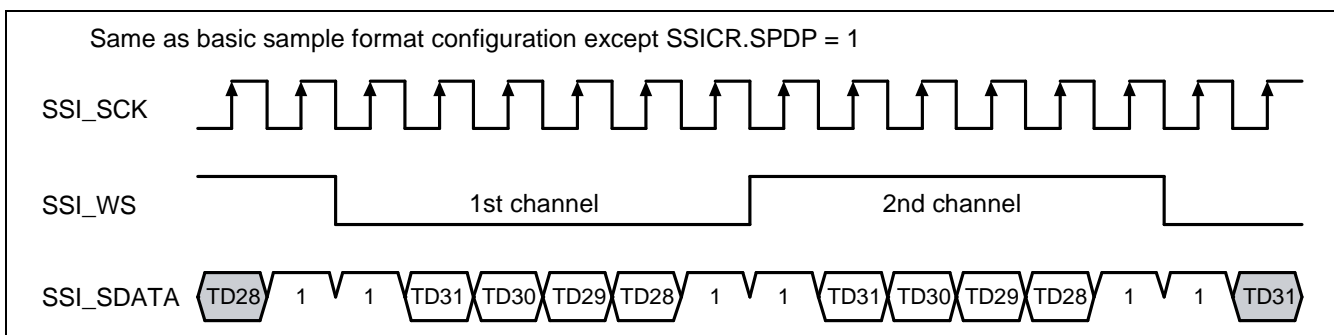 Same as basic sample format configuration except SSICR.SPDP = 1
SSI_SCK
SSI_WS 1st channel 2nd channel
SSI_SDATA TD28 1 1 TD31 TD30 TD29 TD28 1 1 TD31 TD30 TD29 TD28 1 1 TD31